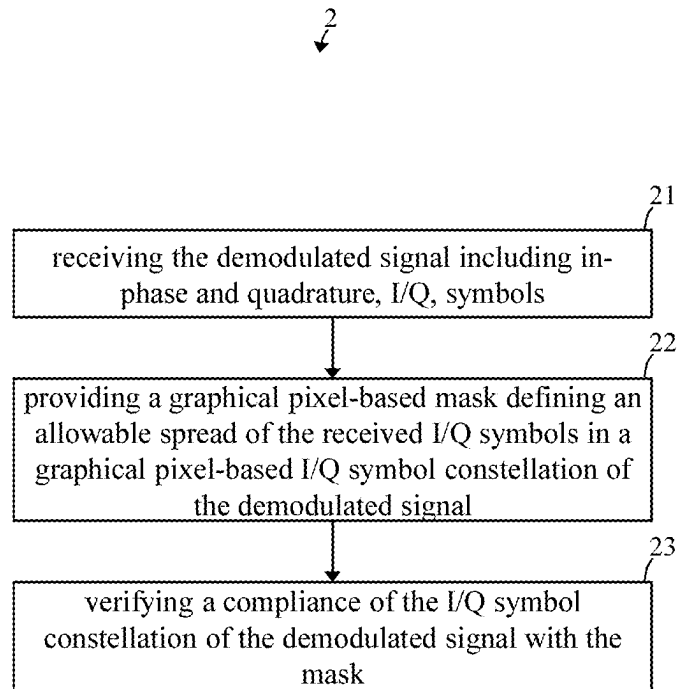 2
21
receiving the demodulated signal including in-
phase and quadrature, I/Q, symbols
22
providing a graphical pixel-based mask defining an
allowable spread of the received I/Q symbols in a
graphical pixel-based I/Q symbol constellation of
the demodulated signal
23
verifying a compliance of the I/Q symbol
constellation of the demodulated signal with the
mask